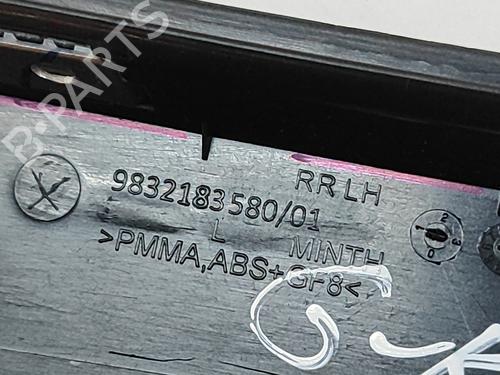 B-PARTS
RR LH
9832183580/01
L MINTH
>PMMA,ABS+GF8<